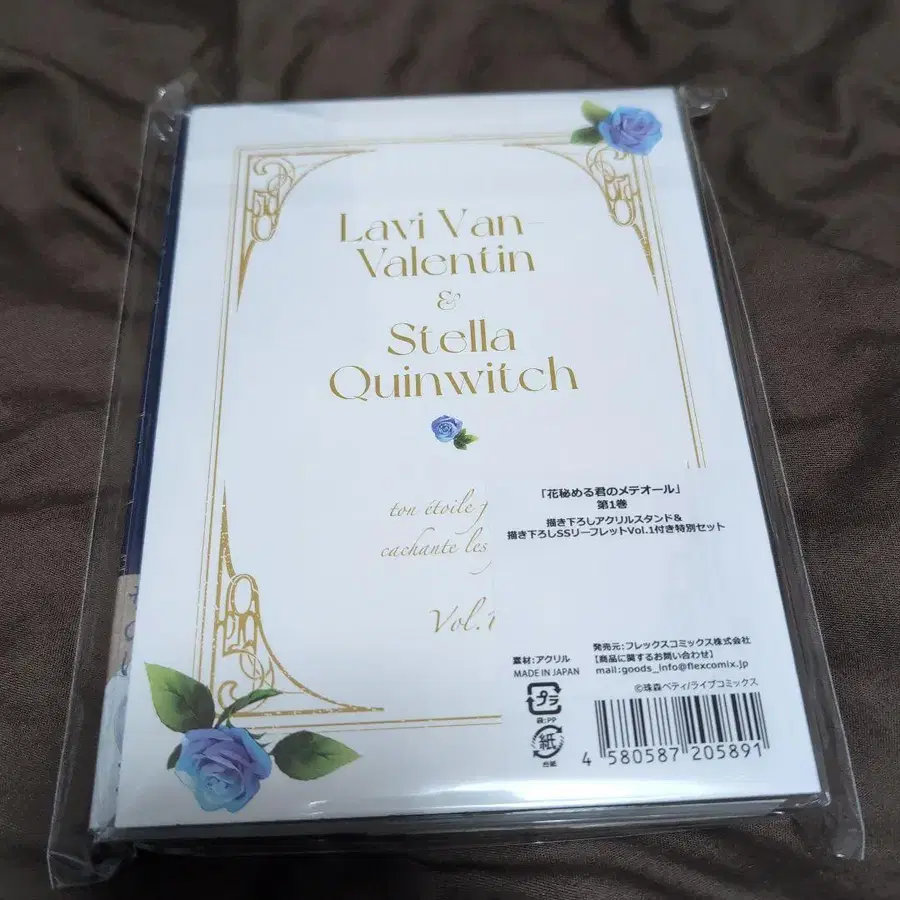 Lavi Van-
Valentin
&
Stella
Quinwitch
ton étoile
cachante les
Vol.1
「花秘める君のメテオール」
第1巻
描き下ろしアクリルスタンド&
描き下ろしSSリーフレットVol.1付き特別セット
発売元:フレックスコミックス株式会社
素材:アクリル
【商品に関するお問い合わせ】
MADE IN JAPAN
mail:goods_info@flexcomix.jp
©珠森ベティ/ライブコミックス
プラ
袋:PP
紙
台紙
4 580587 205891